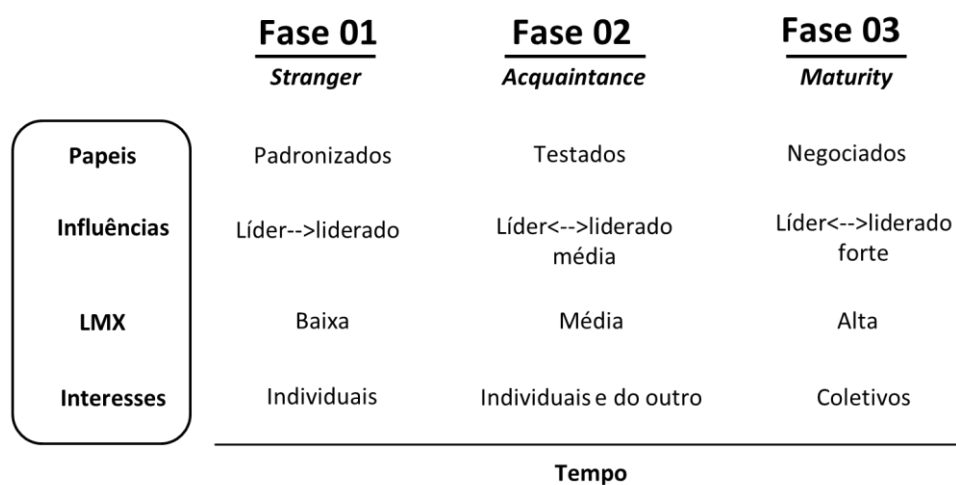 Fase 01 Fase 02 Fase 03
Stranger Acquaintance Maturity
Papeis Padronizados Testados Negociados
Influências Líder-->liderado Líder<-->liderado média Líder<-->liderado forte
LMX Baixa Média Alta
Interesses Individuais Individuais e do outro Coletivos
Tempo